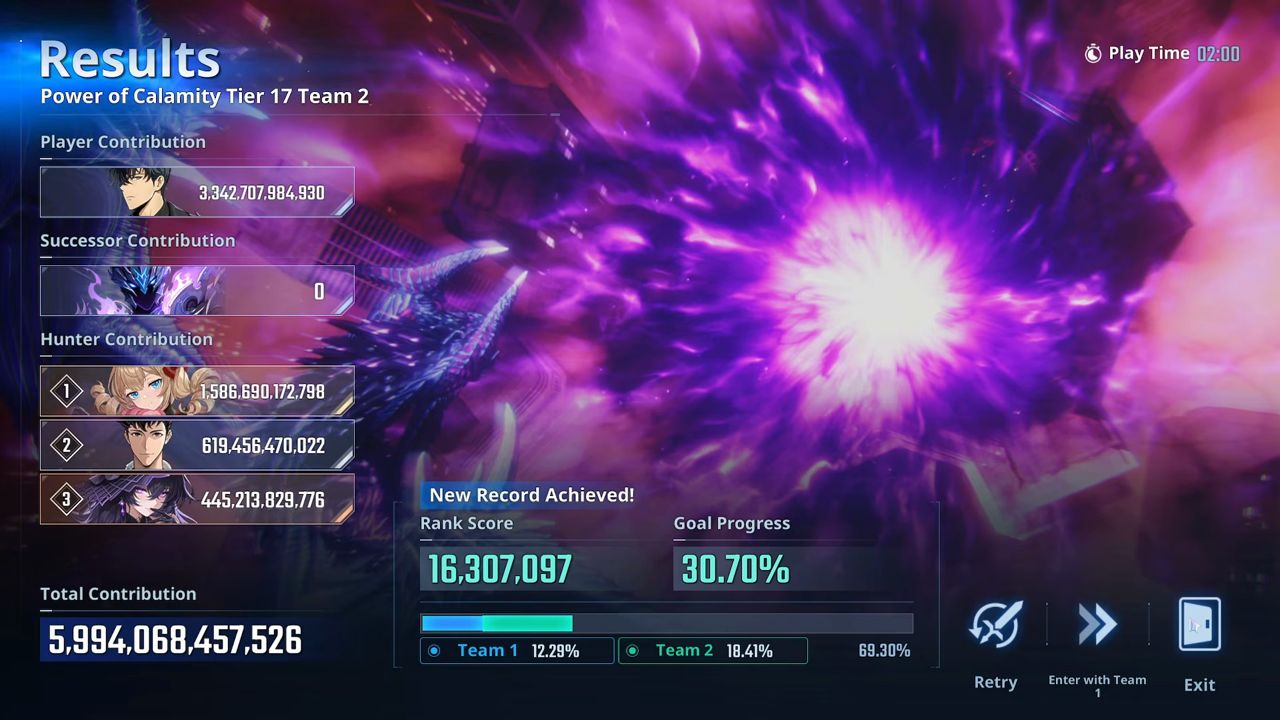 Results
Power of Calamity Tier 17 Team 2
Play Time 02:00
Player Contribution
3,342,707,984,930
Successor Contribution
0
Hunter Contribution
1 1,586,690,172,798
2 619,456,470,022
3 445,213,829,776
Total Contribution
5,994,068,457,526
New Record Achieved!
Rank Score
16,307,097
Goal Progress
30.70%
Team 1 12.29%
Team 2 18.41%
69.30%
Retry
Enter with Team
1
Exit